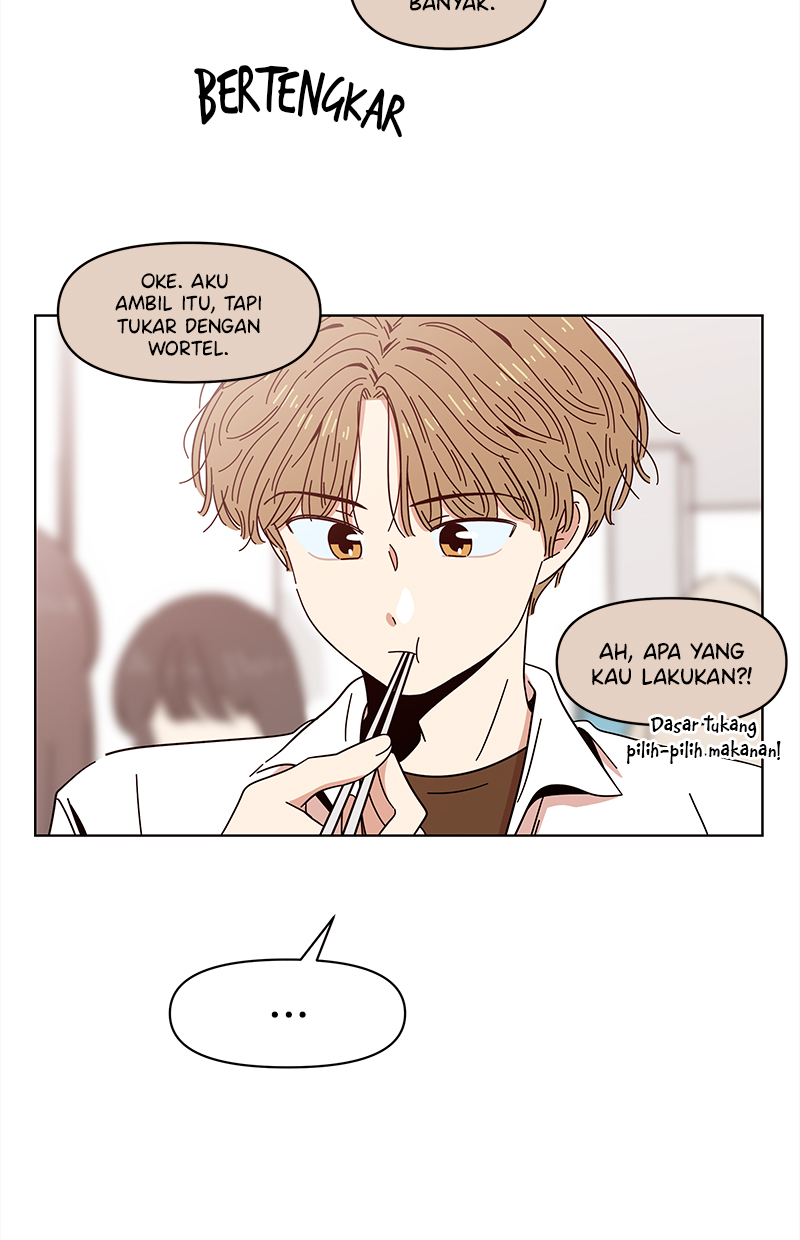 BANYAK.
BERTENGKAR
OKE. AKU
AMBIL ITU, TAPI
TUKAR DENGAN
WORTEL.
AH, APA YANG
KAU LAKUKAN?!
Dasar tukang
pilih-pilih makanan!
...